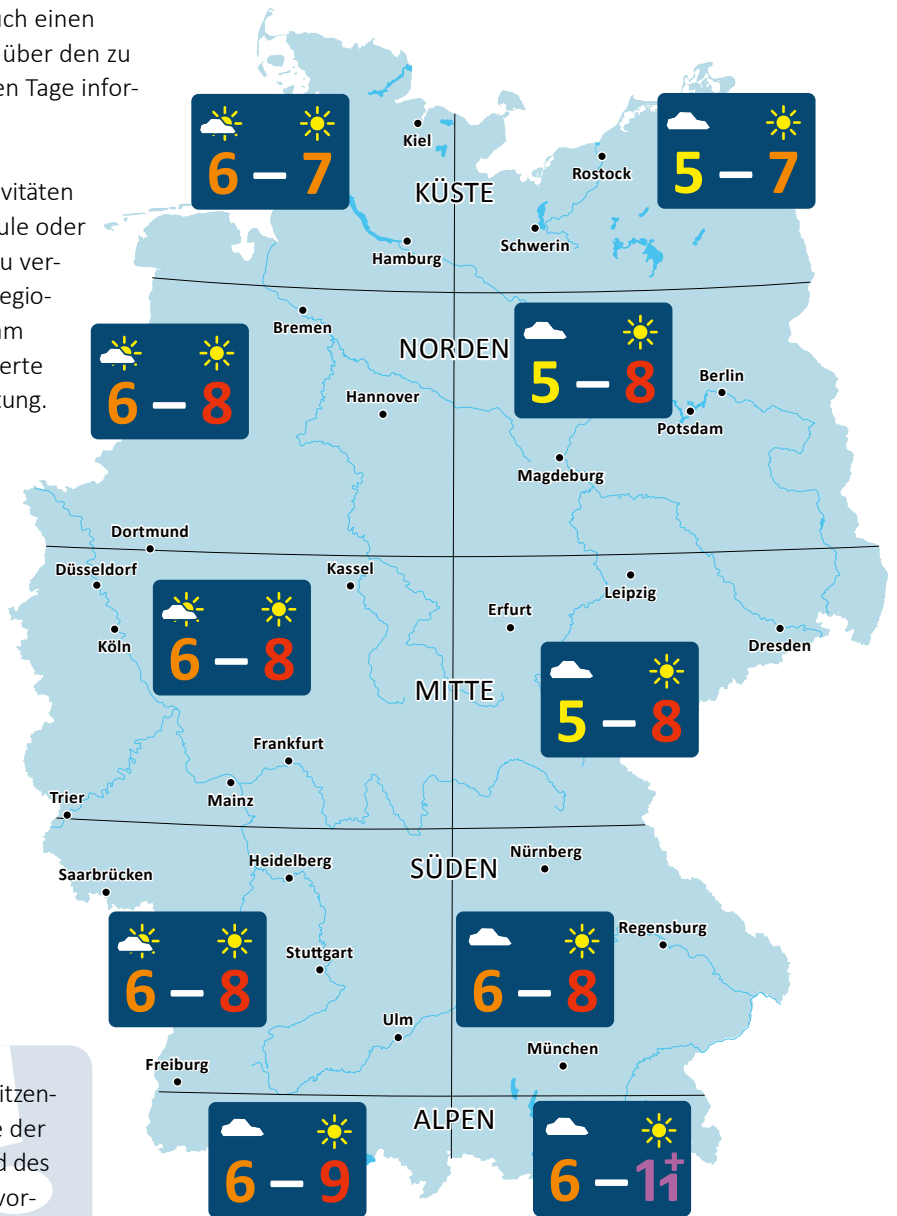 uch einen
über den zu
en Tage infor-
ivitäten
ule oder
u ver-
egio-
am
erte
tung.
6 – 7
Kiel
KÜSTE
Rostock
5 – 7
Schwerin
Hamburg
Bremen
NORDEN
6 – 8
Hannover
5 – 8
Berlin
Potsdam
Magdeburg
Dortmund
Düsseldorf
Köln
Kassel
6 – 8
Erfurt
Leipzig
Dresden
MITTE
5 – 8
Frankfurt
Mainz
Trier
SÜDEN
Nürnberg
Heidelberg
Saarbrücken
6 – 8
Stuttgart
6 – 8
Regensburg
Ulm
München
Freiburg
ALPEN
6 – 9
6 – 11+
itzen-
e der
d des
vor-